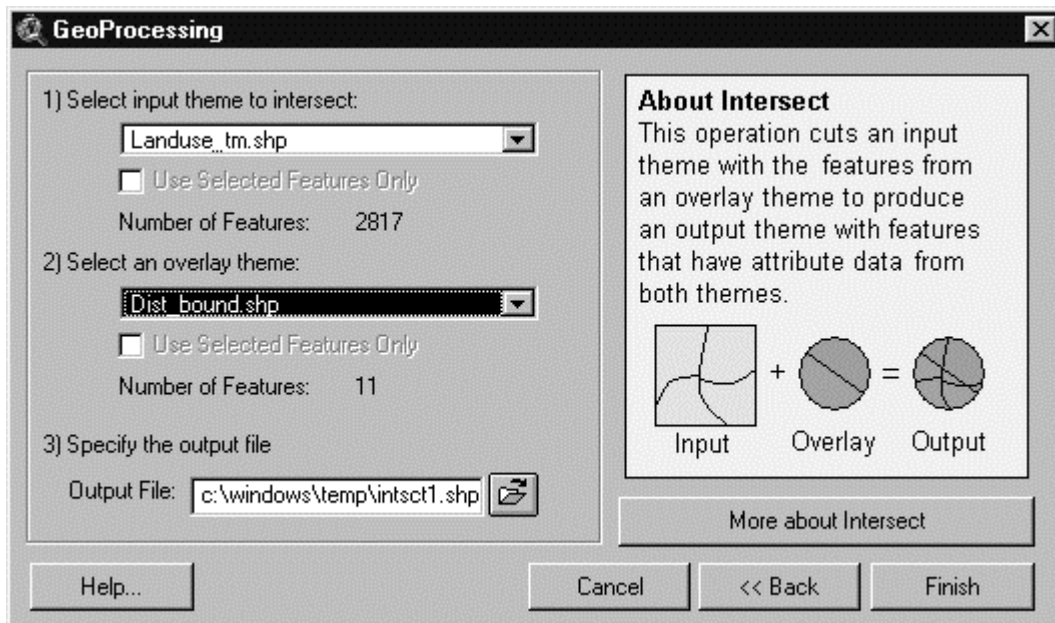 GeoProcessing
1) Select input theme to intersect:
Landuse_tm.shp
Use Selected Features Only
Number of Features: 2817
2) Select an overlay theme:
Dist_bound.shp
Use Selected Features Only
Number of Features: 11
3) Specify the output file
Output File: c:\windows\temp\intsct1.shp
About Intersect
This operation cuts an input
theme with the features from
an overlay theme to produce
an output theme with features
that have attribute data from
both themes.
+ =
Input Overlay Output
More about Intersect
Help... Cancel << Back Finish